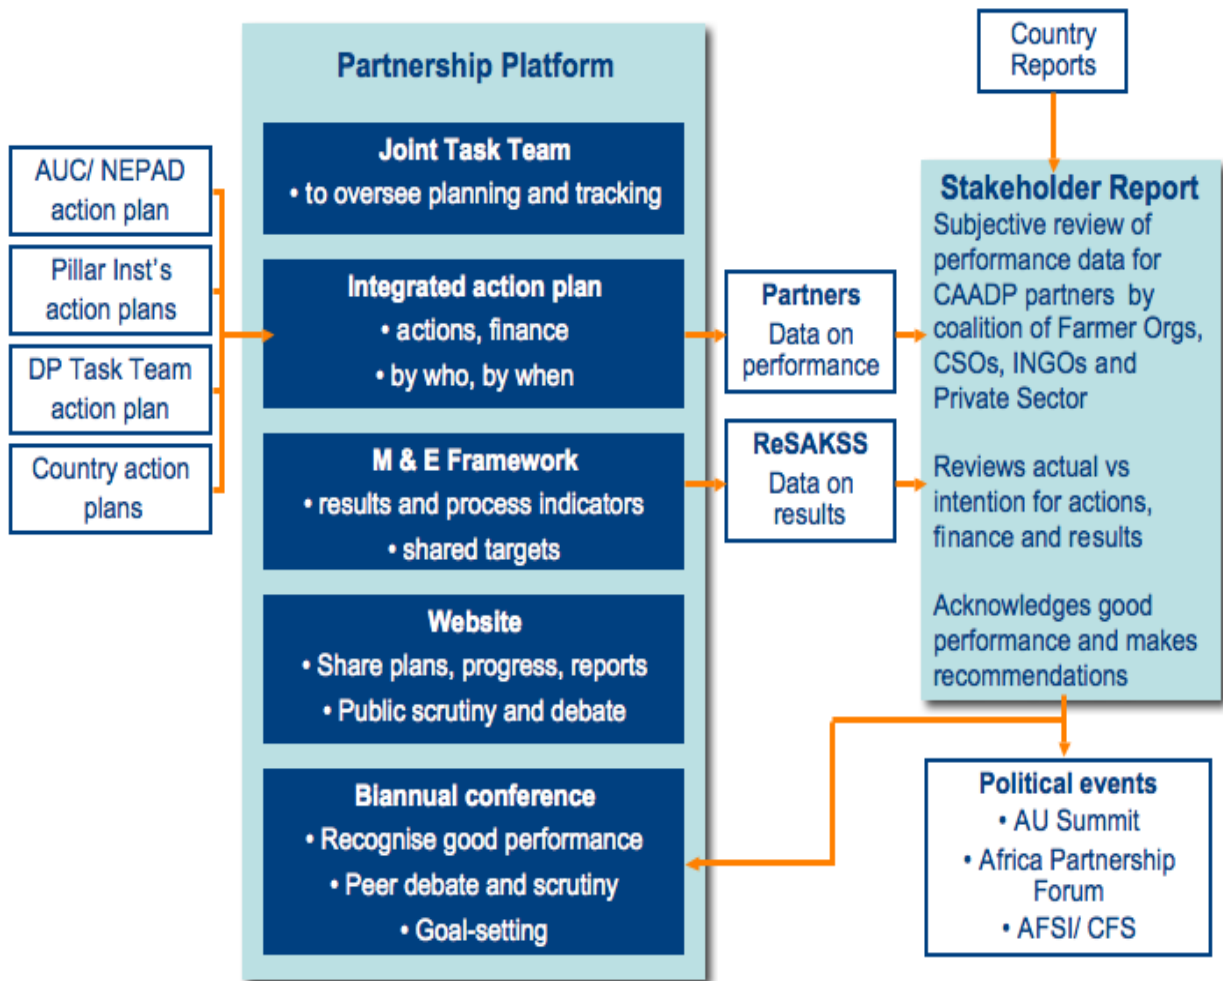 Partnership Platform
Joint Task Team
• to oversee planning and tracking
Integrated action plan
• actions, finance
• by who, by when
M & E Framework
• results and process indicators
• shared targets
Website
• Share plans, progress, reports
• Public scrutiny and debate
Biannual conference
• Recognise good performance
• Peer debate and scrutiny
• Goal-setting
AUC/ NEPAD
action plan
Pillar Inst's
action plans
DP Task Team
action plan
Country action
plans
Partners
Data on
performance
ReSAKSS
Data on
results
Country
Reports
Stakeholder Report
Subjective review of
performance data for
CAADP partners by
coalition of Farmer Orgs,
CSOs, INGOs and
Private Sector
Reviews actual vs
intention for actions,
finance and results
Acknowledges good
performance and makes
recommendations
Political events
• AU Summit
• Africa Partnership
Forum
• AFSI/ CFS